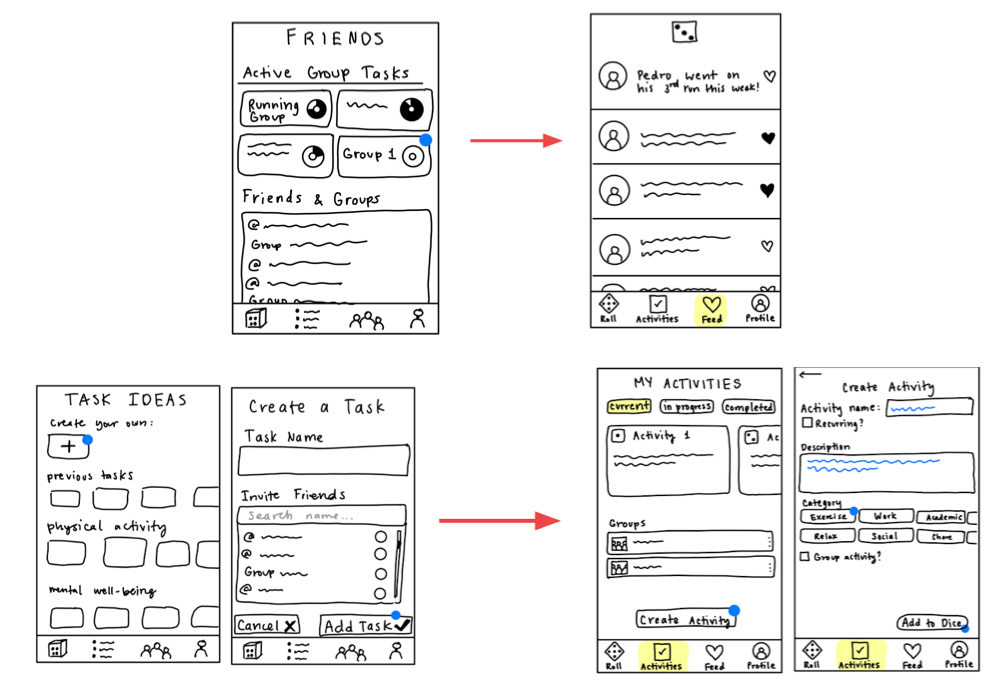 FRIENDS
Active Group Tasks
Running
Group
Group 1
Friends & Groups
@
Group
@
@
Group
Pedro went on
his 3rd run this week!
Roll Activities Feed Profile
TASK IDEAS
Create your own:
+
previous tasks
physical activity
mental well-being
Create a Task
Task Name
Invite Friends
Search name...
@
@
Group
@
Cancel X Add Task ✓
MY ACTIVITIES
current in progress completed
Activity 1 Ac
Groups
Create Activity
Roll Activities Feed Profile
Create Activity
Activity name:
Recurring?
Description
Category
Exercise Work Academic
Relax Social Chore
Group activity?
Add to Dice
Roll Activities Feed Profile